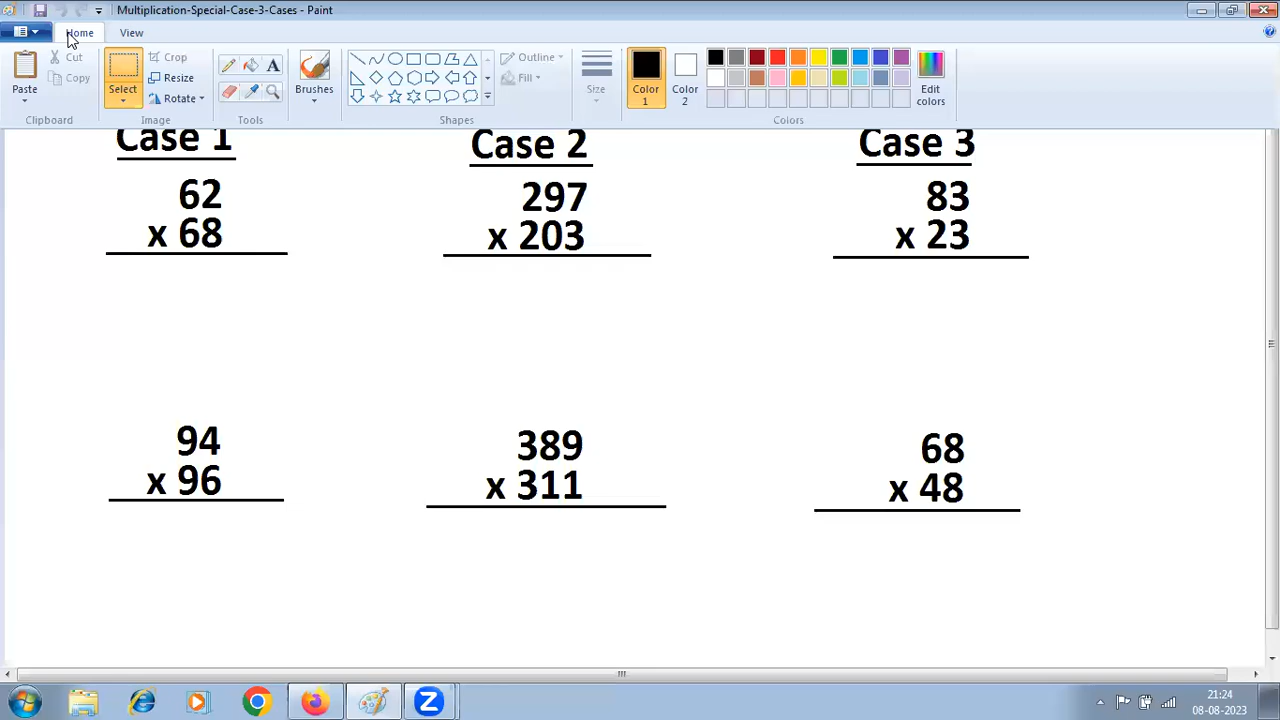 Multiplication-Special-Case-3-Cases - Paint
Home View
Paste
Cut
Copy
Clipboard
Select
Crop
Resize
Rotate
Image
A
Tools
Brushes
Outline
Fill
Shapes
Size
Color 1
Color 2
Edit colors
Colors
Case 1 Case 2 Case 3
62 297 83
x 68 x 203 x 23
94 389 68
x 96 x 311 x 48
Z
21:24
08-08-2023